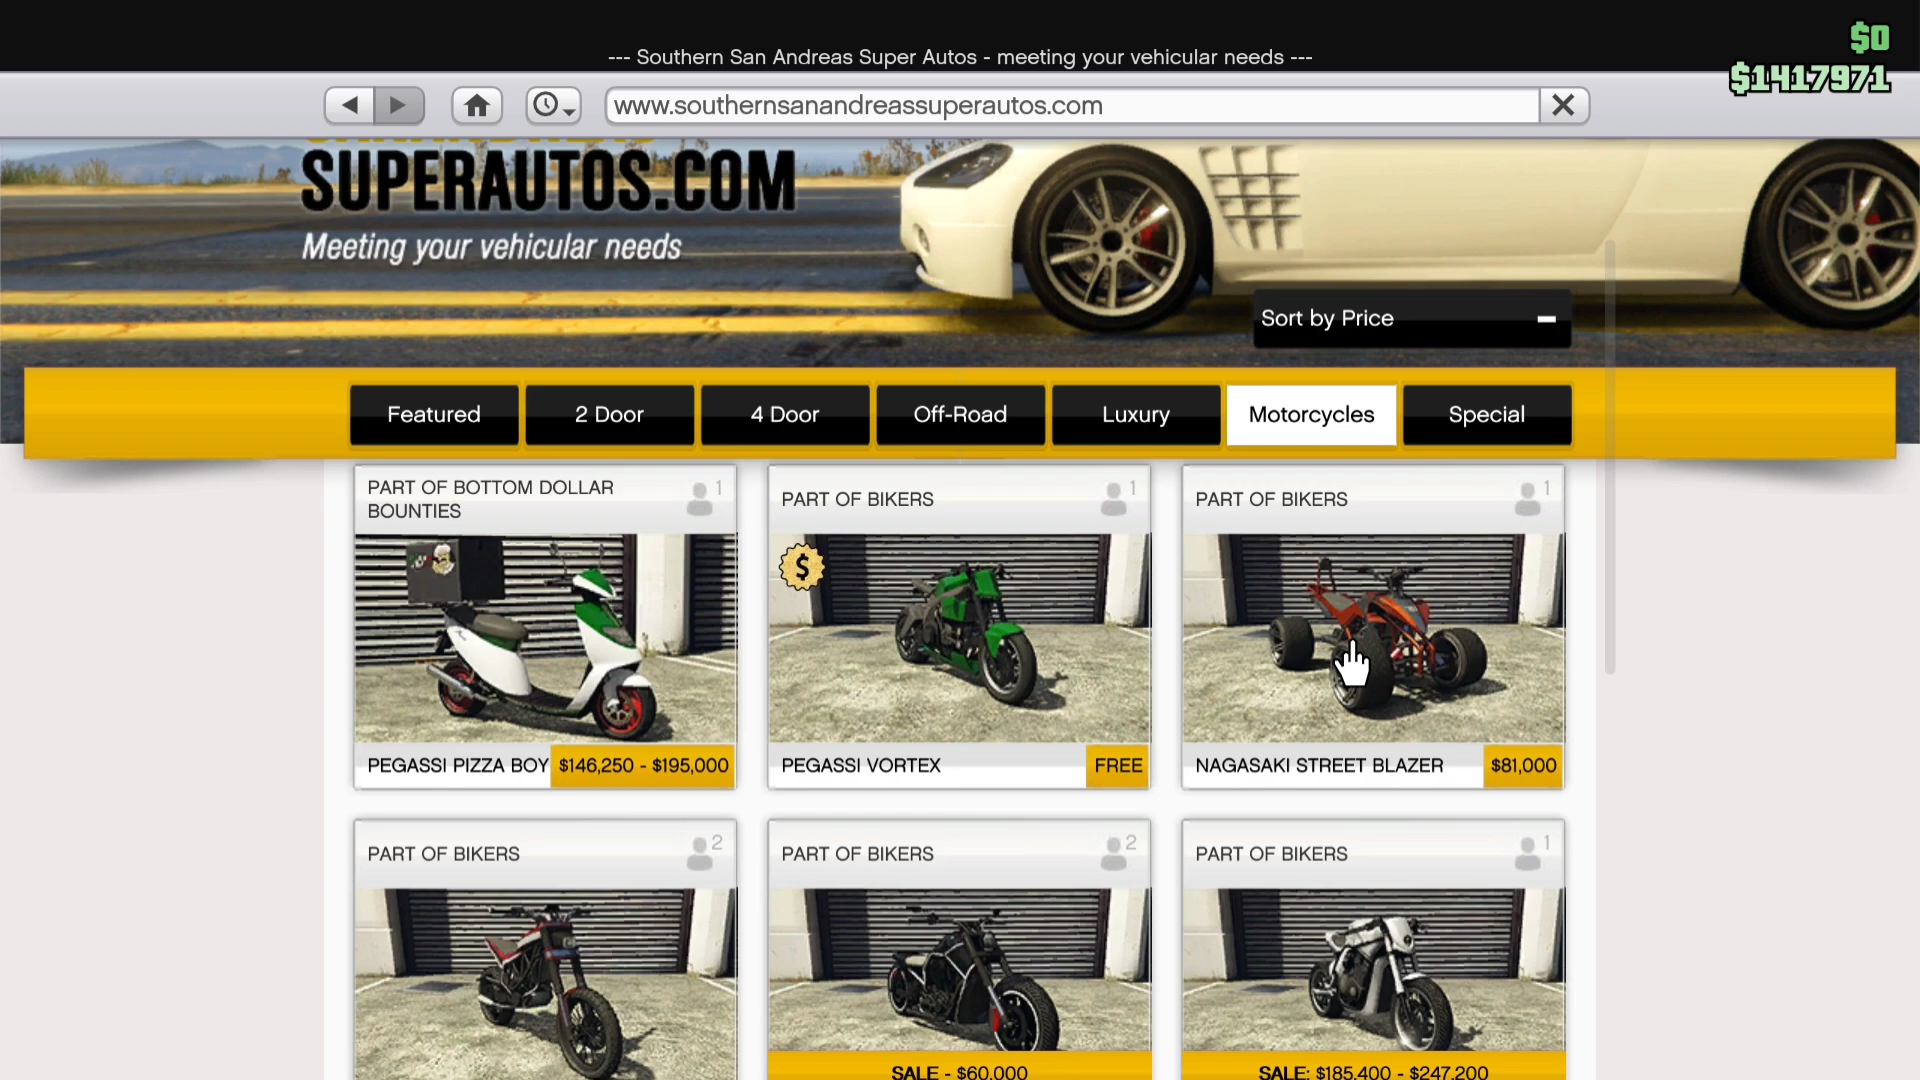 $0
--- Southern San Andreas Super Autos - meeting your vehicular needs ---
$1417971
www.southernsanandreassuperautos.com
SUPERAUTOS.COM
Meeting your vehicular needs
Sort by Price
Featured
2 Door
4 Door
Off-Road
Luxury
Motorcycles
Special
PART OF BOTTOM DOLLAR
BOUNTIES
1
PART OF BIKERS
1
PART OF BIKERS
1
$
PEGASSI PIZZA BOY
$146,250 - $195,000
PEGASSI VORTEX
FREE
NAGASAKI STREET BLAZER
$81,000
PART OF BIKERS
2
PART OF BIKERS
2
PART OF BIKERS
1
SALE - $60,000
SALE: $185,400 - $247,200